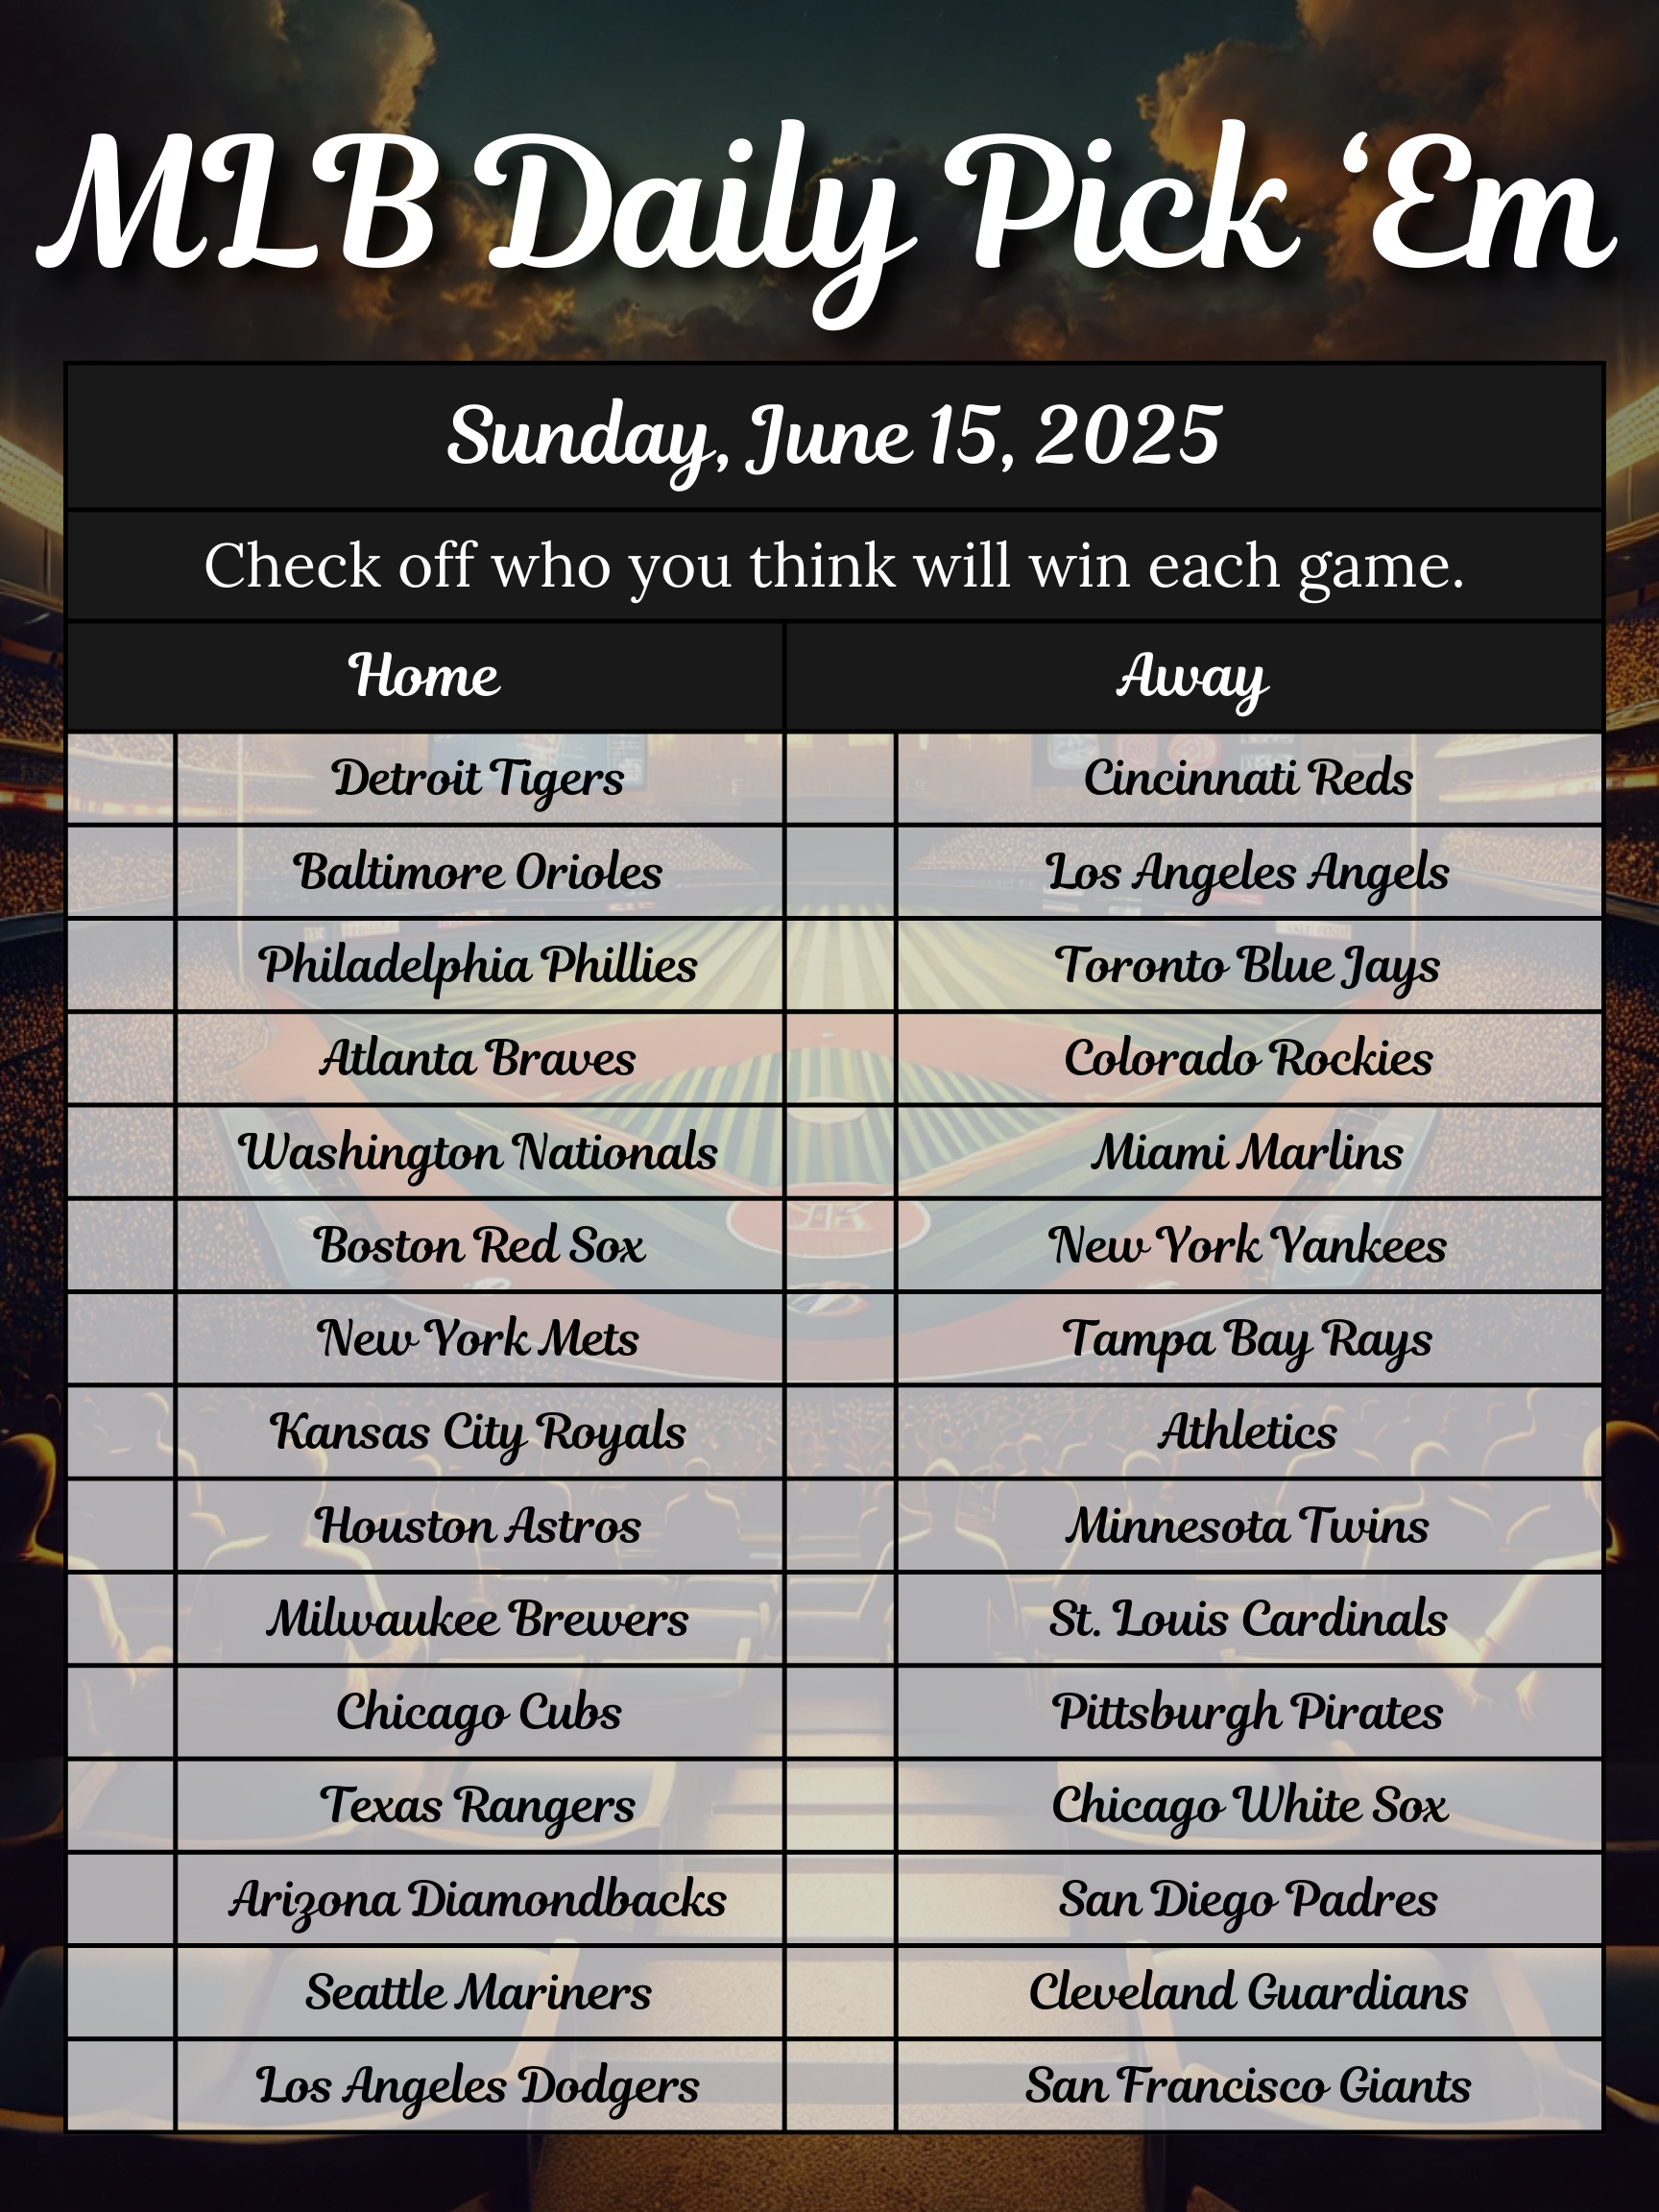 MLB Daily Pick ‘Em
Sunday, June 15, 2025
Check off who you think will win each game.
Home Away
Detroit Tigers Cincinnati Reds
Baltimore Orioles Los Angeles Angels
Philadelphia Phillies Toronto Blue Jays
Atlanta Braves Colorado Rockies
Washington Nationals Miami Marlins
Boston Red Sox New York Yankees
New York Mets Tampa Bay Rays
Kansas City Royals Athletics
Houston Astros Minnesota Twins
Milwaukee Brewers St. Louis Cardinals
Chicago Cubs Pittsburgh Pirates
Texas Rangers Chicago White Sox
Arizona Diamondbacks San Diego Padres
Seattle Mariners Cleveland Guardians
Los Angeles Dodgers San Francisco Giants